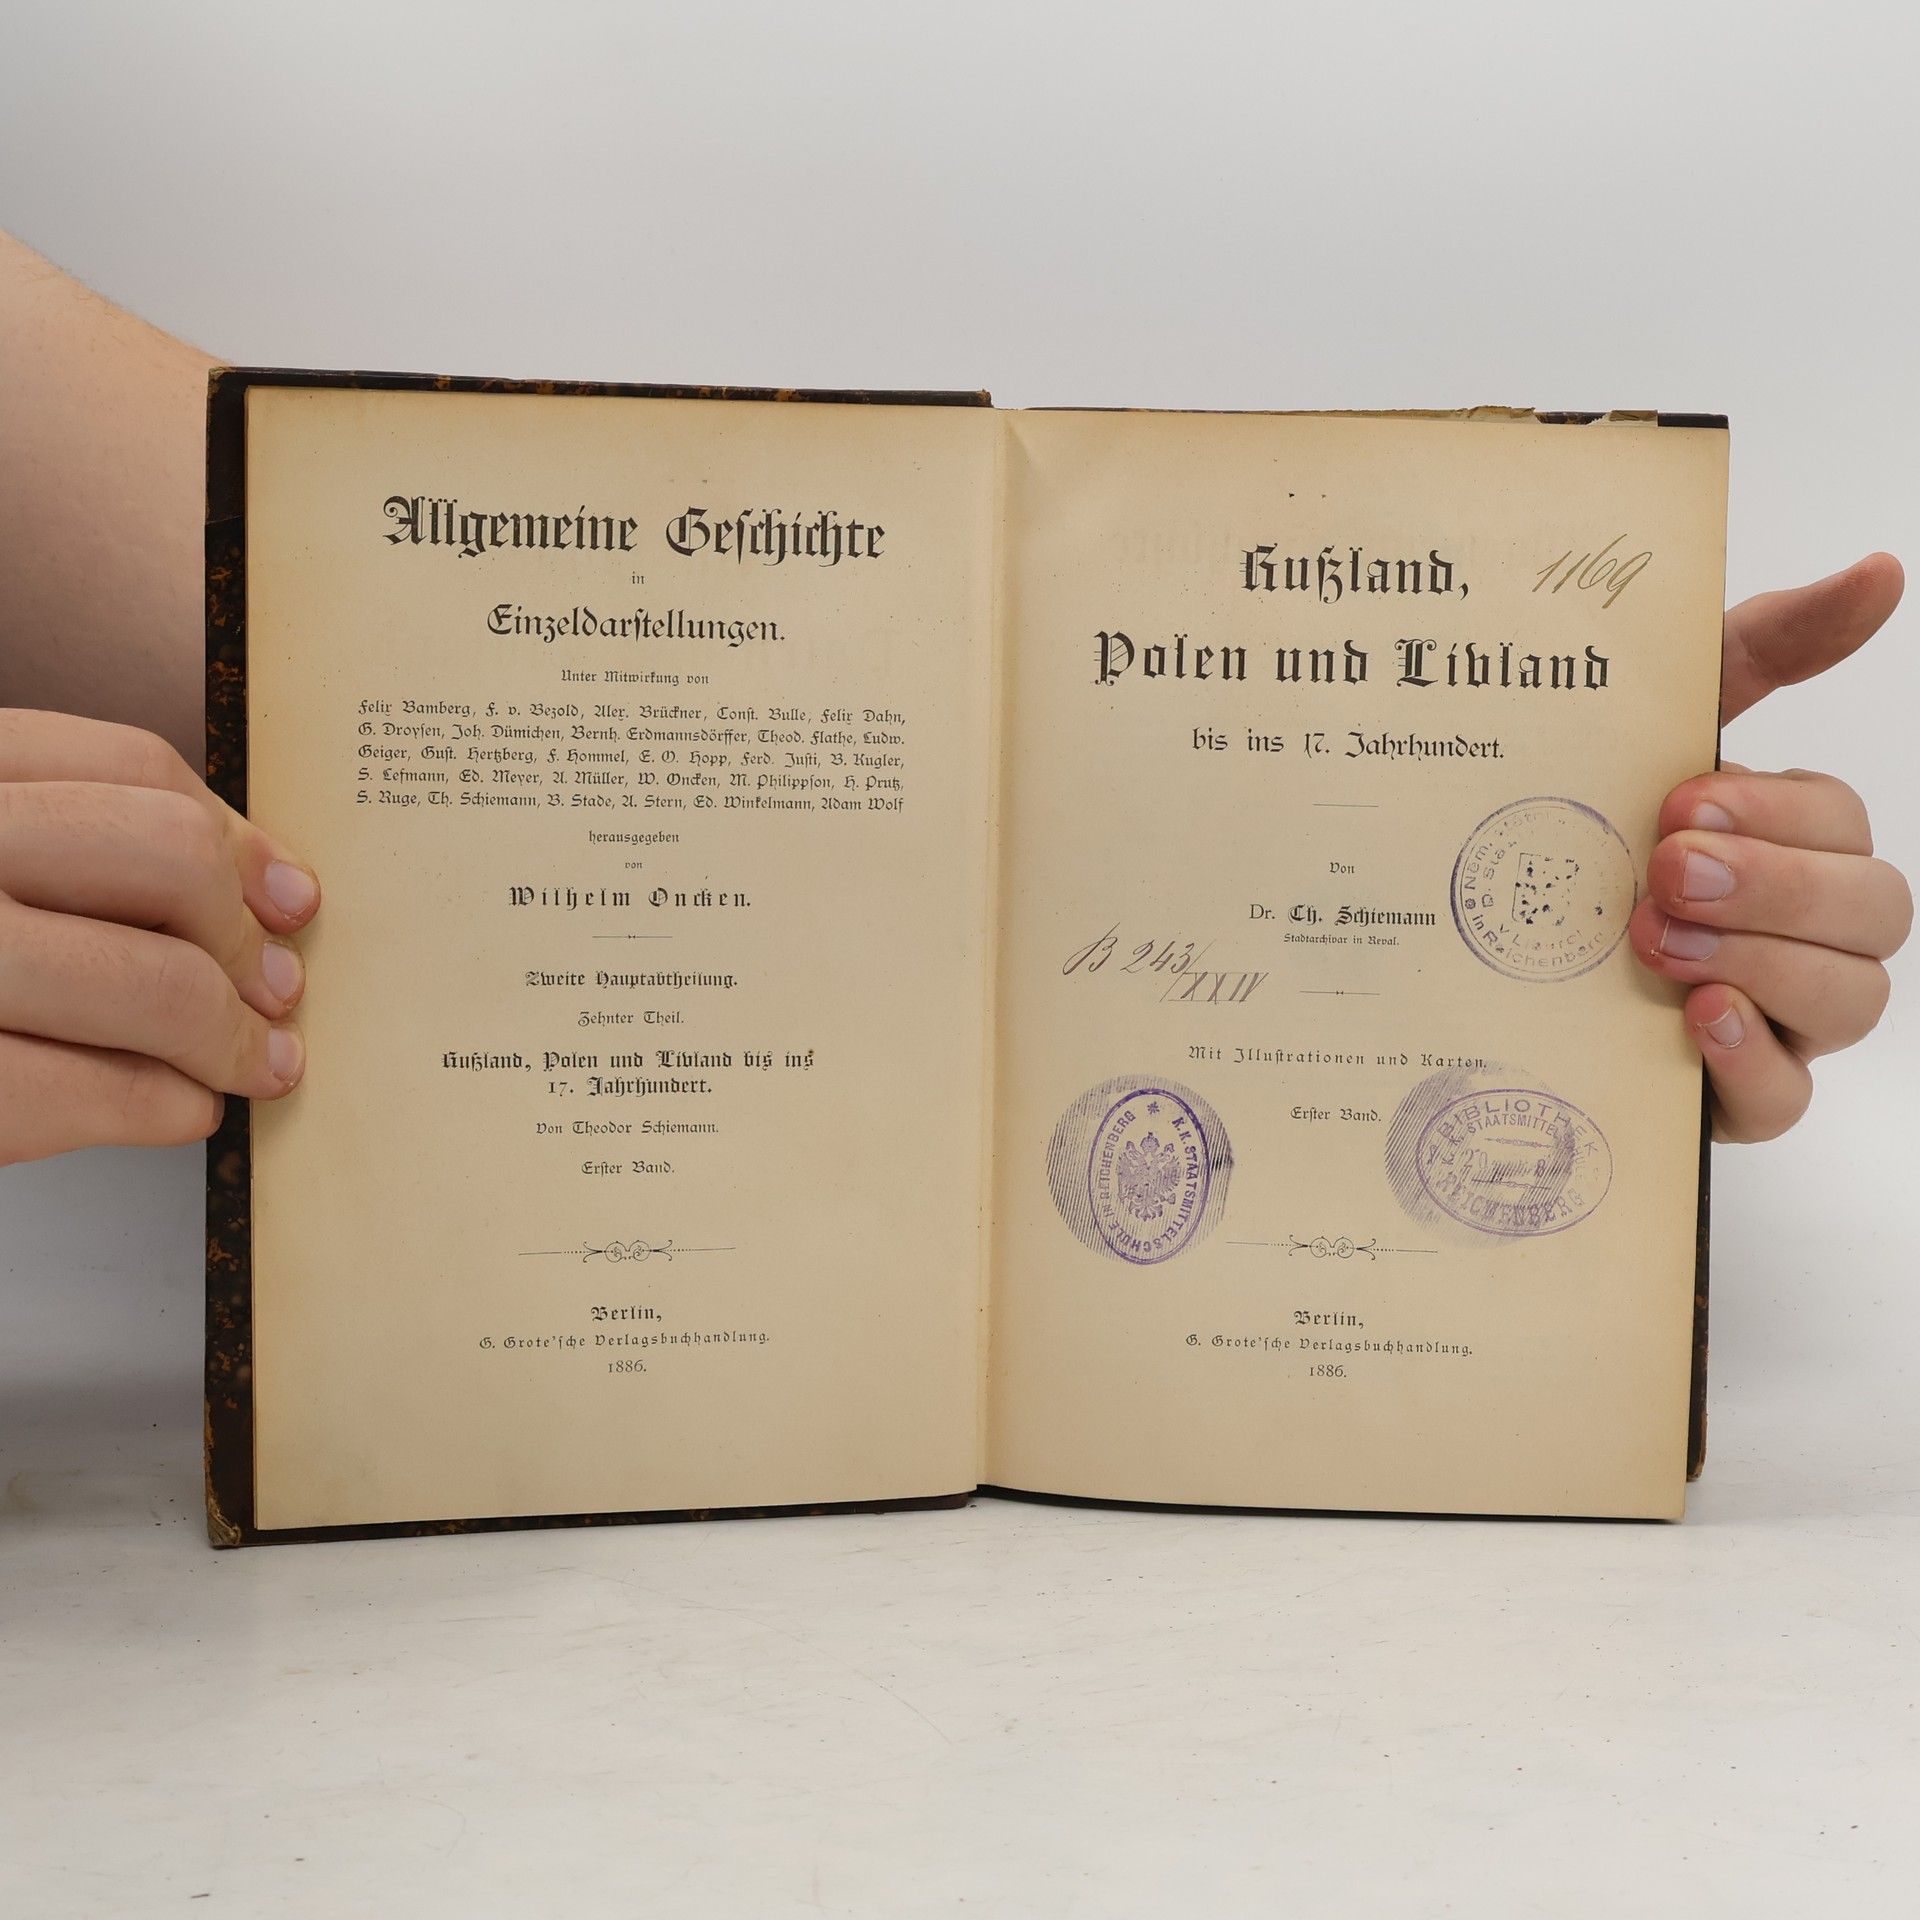 Allgemeine Geschichte
in
Einzeldarſtellungen.
Unter Mitwirkung von
Felix Bamberg, F. v. Bezold, Alex. Brückner, Conſt. Bulle, Felix Dahn,
G. Droyſen, Joh. Dümichen, Bernh. Erdmannsdörffer, Theod. Flathe, Ludw.
Geiger, Guſt. Hertzberg, F. Hommel, E. O. Hopp, Ferd. Juſti, B. Kugler,
S. Lefmann, Ed. Meyer, A. Müller, W. Oncken, M. Philippſon, H. Prutz,
S. Ruge, Th. Schiemann, B. Stade, A. Stern, Ed. Winkelmann, Adam Wolf
herausgegeben
von
Wilhelm Oncken.
Zweite Hauptabtheilung.
Zehnter Theil.
Rußland, Polen und Livland bis ins
17. Jahrhundert.
Von Theodor Schiemann.
Erſter Band.
Berlin,
G. Grote'ſche Verlagsbuchhandlung.
1886.
Rußland,
1169
Polen und Livland
bis ins 17. Jahrhundert.
Von
Dr. Th. Schiemann
Stadtarchivar in Reval.
in Reichenberg
B 243/XXIV
Mit Illuſtrationen und Karten.
Erſter Band.
K.K. STAATSMITTELSCHULE IN REICHENBERG
BIBLIOTHEK
K.K. STAATSMITTELSCHULE
REICHENBERG
Berlin,
G. Grote'ſche Verlagsbuchhandlung.
1886.